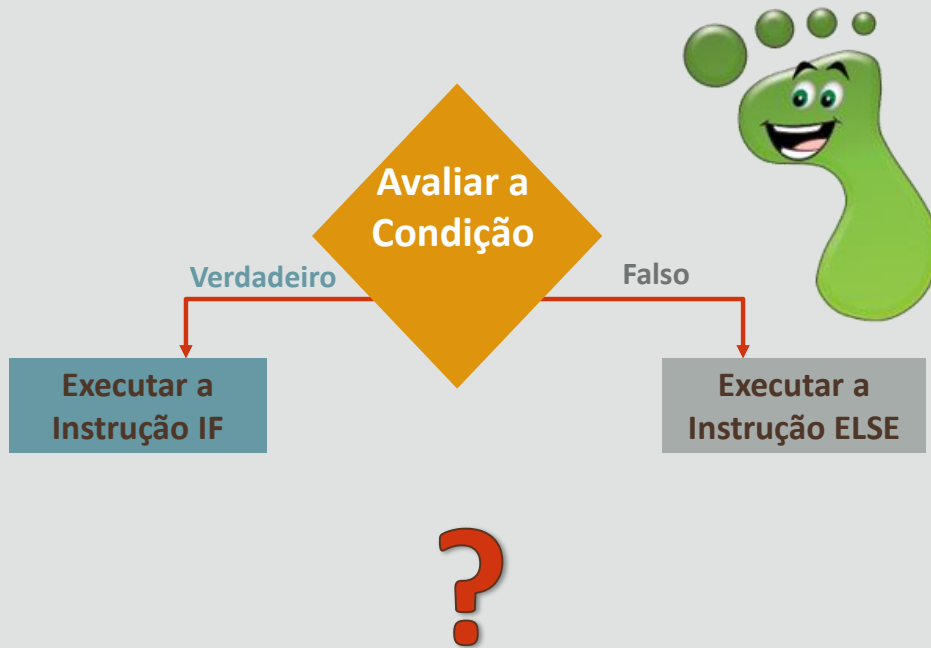 Avaliar a
Condição
Verdadeiro
Falso
Executar a
Instrução IF
Executar a
Instrução ELSE
?